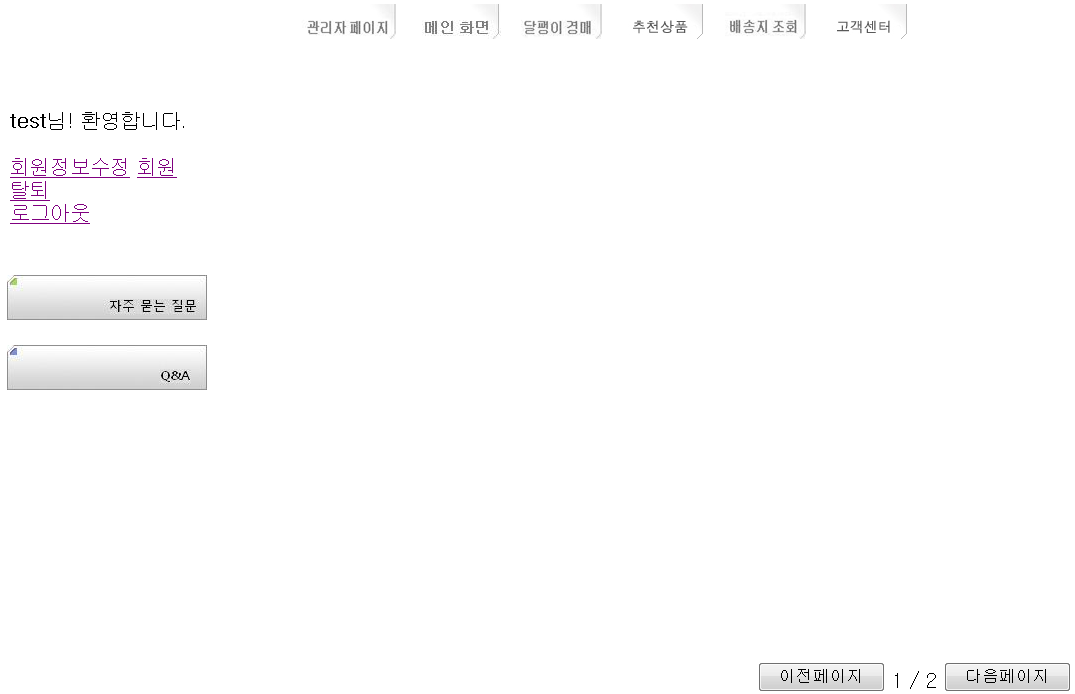 관리자 페이지 메인 화면 달팽이 경매 추천상품 배송지 조회 고객센터
test님! 환영합니다.
회원정보수정 회원
탈퇴
로그아웃
자주 묻는 질문
Q&A
이전페이지 1 / 2 다음페이지